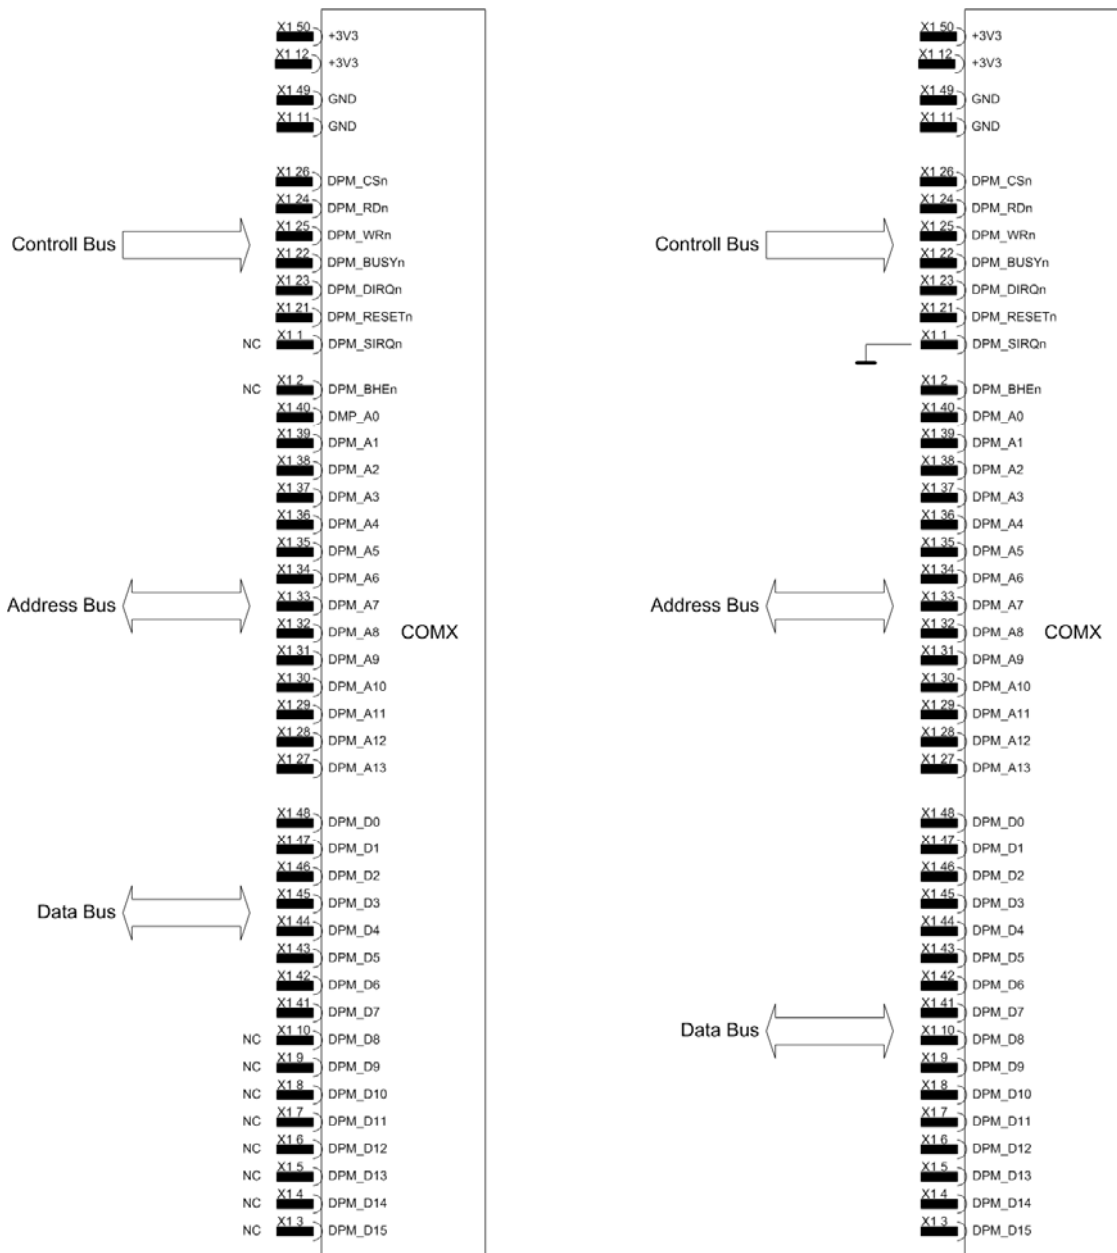 X1 50 +3V3
X1 12 +3V3
X1 49 GND
X1 11 GND
X1 26 DPM_CSn
X1 24 DPM_RDn
Controll Bus X1 25 DPM_WRn
X1 22 DPM_BUSYn
X1 23 DPM_DIRQn
X1 21 DPM_RESETn
NC X1 1 DPM_SIRQn
NC X1 2 DPM_BHEn
X1 40 DMP_A0
X1 39 DPM_A1
X1 38 DPM_A2
X1 37 DPM_A3
X1 36 DPM_A4
X1 35 DPM_A5
X1 34 DPM_A6
Address Bus X1 33 DPM_A7
X1 32 DPM_A8 COMX
X1 31 DPM_A9
X1 30 DPM_A10
X1 29 DPM_A11
X1 28 DPM_A12
X1 27 DPM_A13
X1 48 DPM_D0
X1 47 DPM_D1
X1 46 DPM_D2
Data Bus X1 45 DPM_D3
X1 44 DPM_D4
X1 43 DPM_D5
X1 42 DPM_D6
X1 41 DPM_D7
NC X1 10 DPM_D8
NC X1 9 DPM_D9
NC X1 8 DPM_D10
NC X1 7 DPM_D11
NC X1 6 DPM_D12
NC X1 5 DPM_D13
NC X1 4 DPM_D14
NC X1 3 DPM_D15
X1 50 +3V3
X1 12 +3V3
X1 49 GND
X1 11 GND
X1 26 DPM_CSn
X1 24 DPM_RDn
Controll Bus X1 25 DPM_WRn
X1 22 DPM_BUSYn
X1 23 DPM_DIRQn
X1 21 DPM_RESETn
X1 1 DPM_SIRQn
X1 2 DPM_BHEn
X1 40 DPM_A0
X1 39 DPM_A1
X1 38 DPM_A2
X1 37 DPM_A3
X1 36 DPM_A4
X1 35 DPM_A5
X1 34 DPM_A6
Address Bus X1 33 DPM_A7
X1 32 DPM_A8 COMX
X1 31 DPM_A9
X1 30 DPM_A10
X1 29 DPM_A11
X1 28 DPM_A12
X1 27 DPM_A13
X1 48 DPM_D0
X1 47 DPM_D1
X1 46 DPM_D2
X1 45 DPM_D3
X1 44 DPM_D4
X1 43 DPM_D5
X1 42 DPM_D6
X1 41 DPM_D7
Data Bus X1 10 DPM_D8
X1 9 DPM_D9
X1 8 DPM_D10
X1 7 DPM_D11
X1 6 DPM_D12
X1 5 DPM_D13
X1 4 DPM_D14
X1 3 DPM_D15